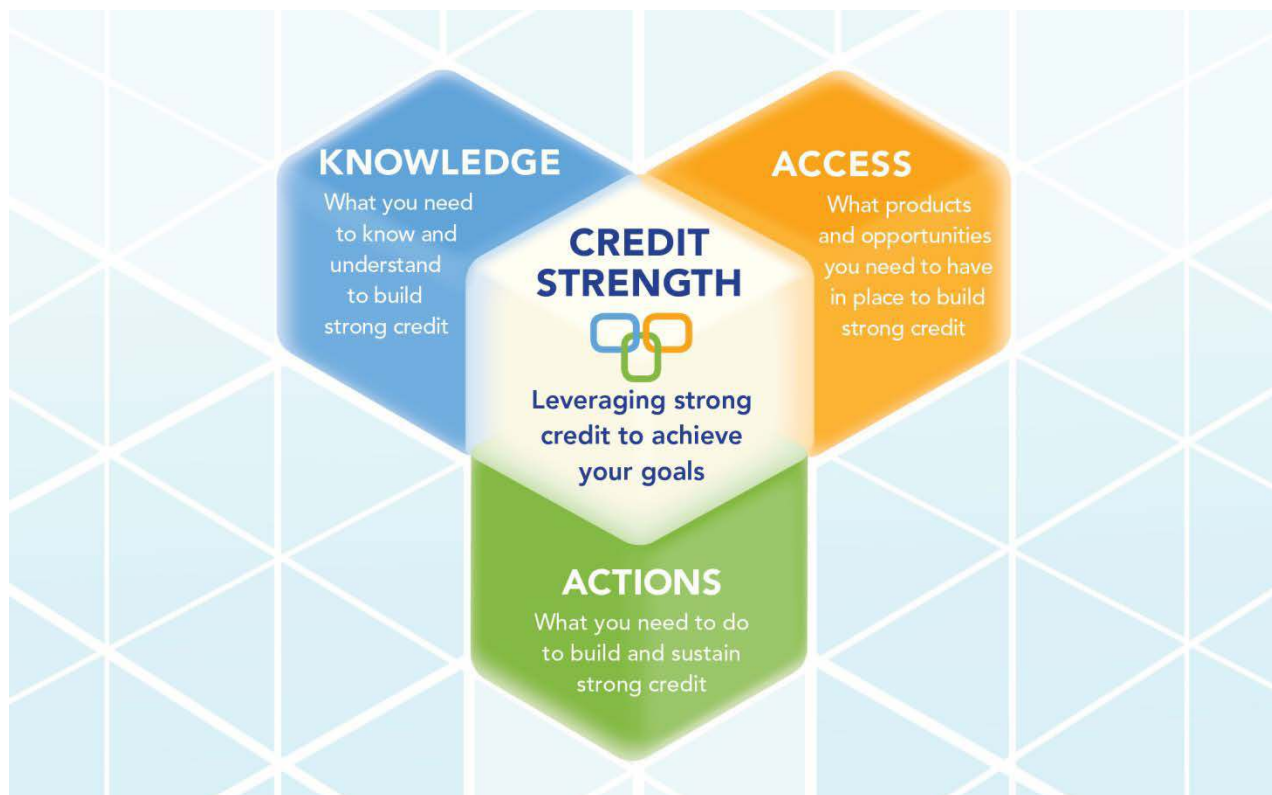 KNOWLEDGE
What you need
to know and
understand
to build
strong credit
ACCESS
What products
and opportunities
you need to have
in place to build
strong credit
CREDIT
STRENGTH
Leveraging strong
credit to achieve
your goals
ACTIONS
What you need to do
to build and sustain
strong credit